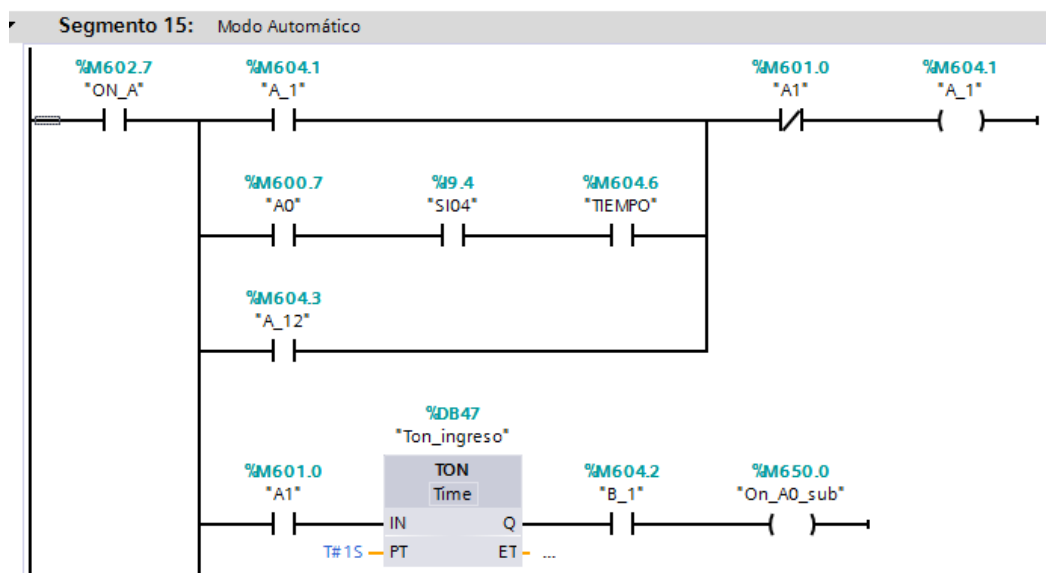 Segmento 15: Modo Automático
%M602.7 %M604.1 %M601.0 %M604.1
"ON_A" "A_1" "A1" "A_1"
%M600.7 %I9.4 %M604.6
"A0" "SI04" "TIEMPO"
%M604.3
"A_12"
%DB47
"Ton_ingreso"
%M601.0 TON %M604.2 %M650.0
"A1" Time "B_1" "On_A0_sub"
IN Q
T#1S PT ET ...